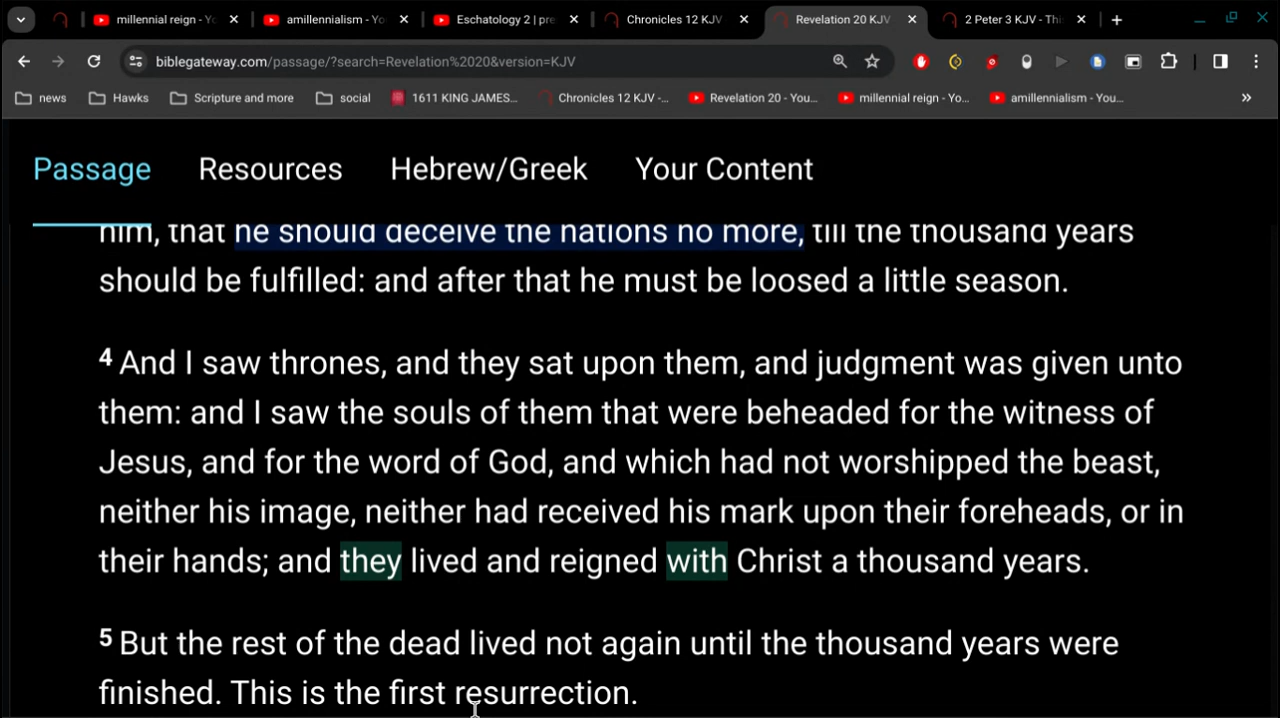 millennial reign - Yo
amillennialism - Yo
Eschatology 2 | pre
Chronicles 12 KJV
Revelation 20 KJV
2 Peter 3 KJV - Thi
biblegateway.com/passage/?search=Revelation%2020&version=KJV
news
Hawks
Scripture and more
social
1611 KING JAMES...
Chronicles 12 KJV -...
Revelation 20 - You...
millennial reign - Yo...
amillennialism - You...
Passage
Resources
Hebrew/Greek
Your Content
him, that he should deceive the nations no more, till the thousand years
should be fulfilled: and after that he must be loosed a little season.
4 And I saw thrones, and they sat upon them, and judgment was given unto
them: and I saw the souls of them that were beheaded for the witness of
Jesus, and for the word of God, and which had not worshipped the beast,
neither his image, neither had received his mark upon their foreheads, or in
their hands; and they lived and reigned with Christ a thousand years.
5 But the rest of the dead lived not again until the thousand years were
finished. This is the first resurrection.